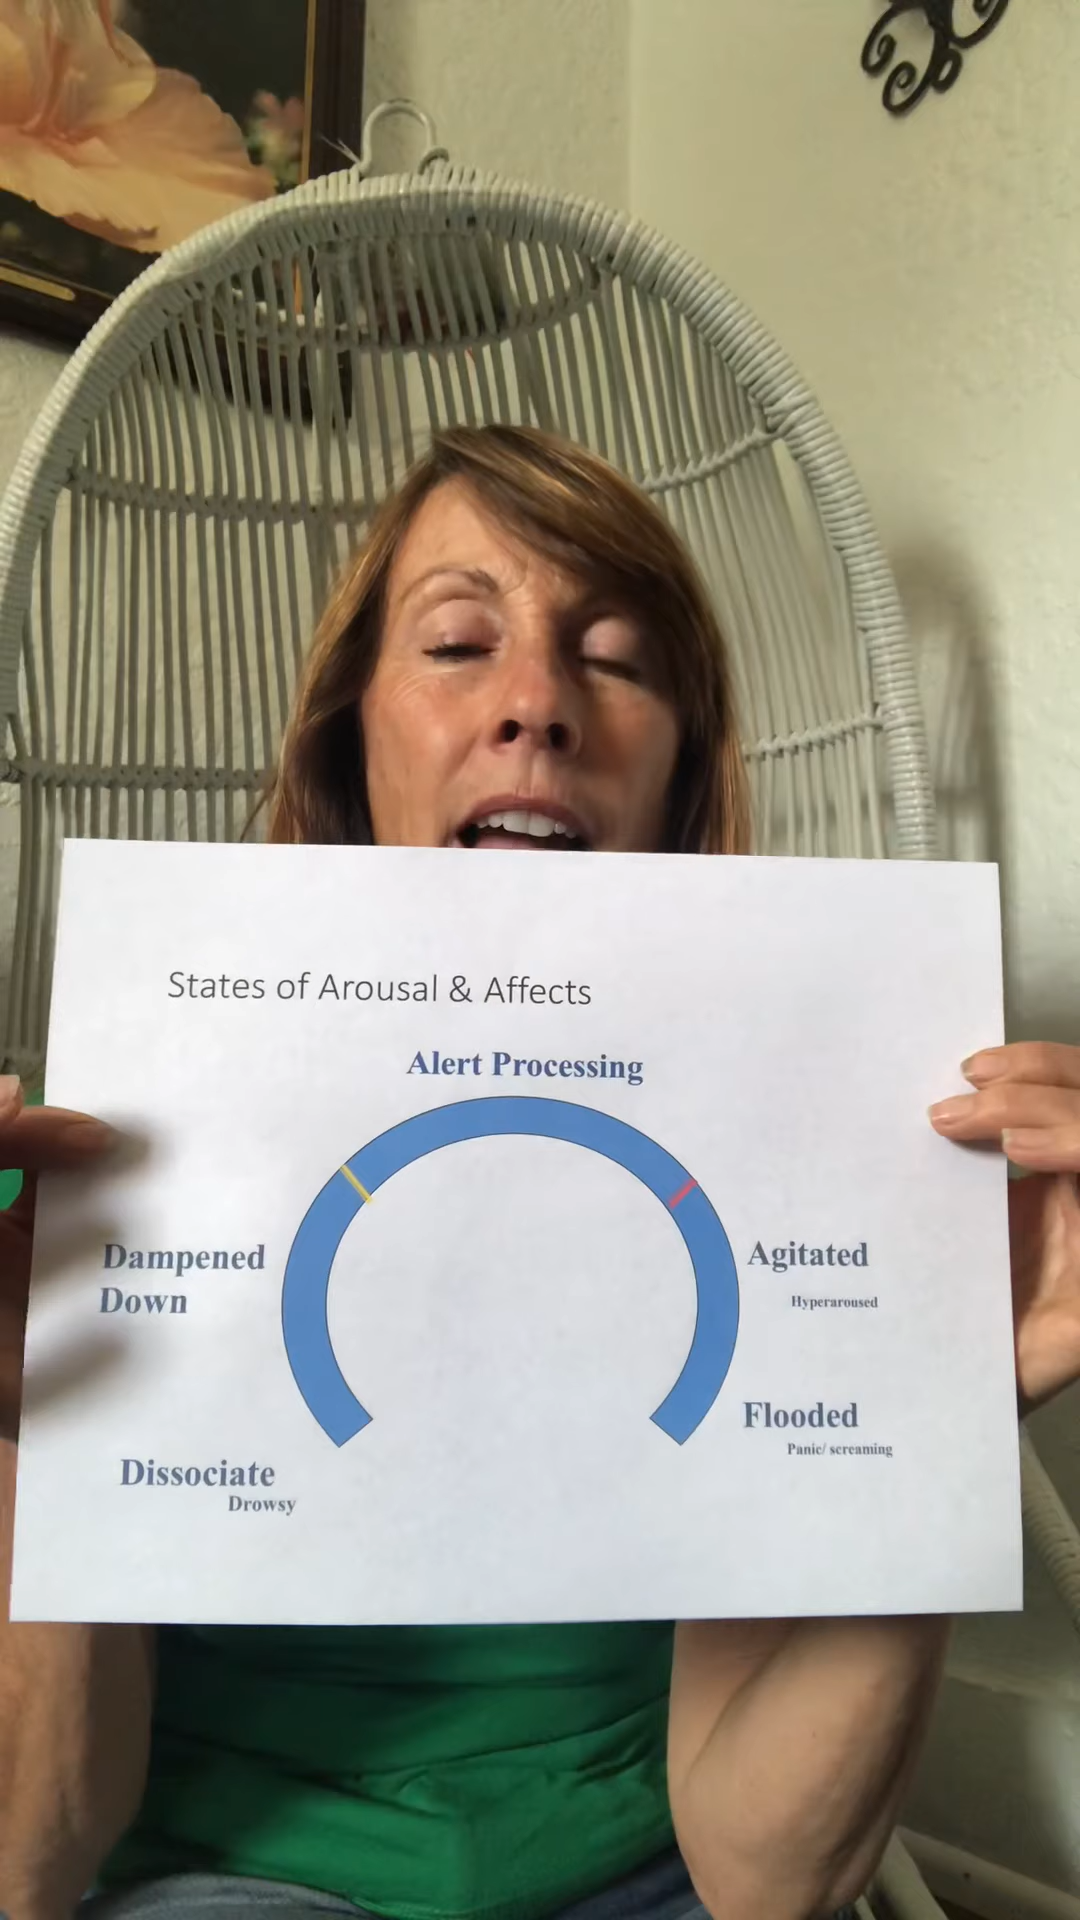 States of Arousal & Affects
Alert Processing
Dampened
Down
Agitated
Hyperaroused
Flooded
Panic/ screaming
Dissociate
Drowsy